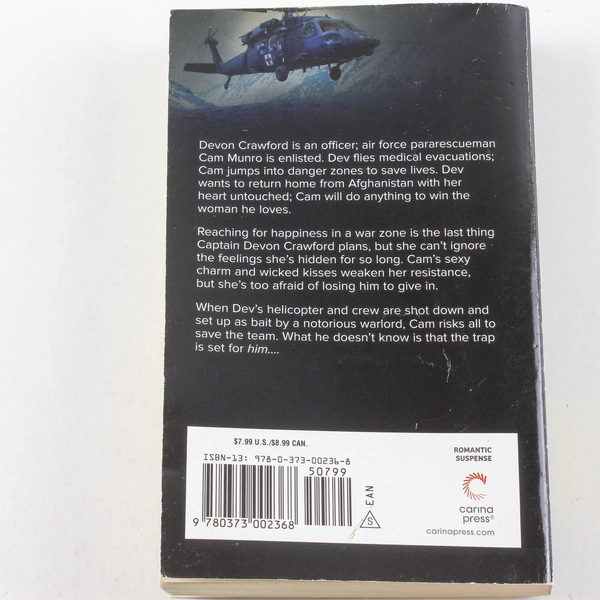 Devon Crawford is an officer; air force pararescueman
Cam Munro is enlisted. Dev flies medical evacuations;
Cam jumps into danger zones to save lives. Dev
wants to return home from Afghanistan with her
heart untouched; Cam will do anything to win the
woman he loves.
Reaching for happiness in a war zone is the last thing
Captain Devon Crawford plans, but she can't ignore
the feelings she's hidden for so long. Cam's sexy
charm and wicked kisses weaken her resistance,
but she's too afraid of losing him to give in.
When Dev's helicopter and crew are shot down and
set up as bait by a notorious warlord, Cam risks all to
save the team. What he doesn't know is that the trap
is set for him....
$7.99 U.S./$8.99 CAN.
ISBN-13: 978-0-373-00236-8
50799
9 780373 002368
S
EAN
ROMANTIC
SUSPENSE
carina
press®
carinapress.com